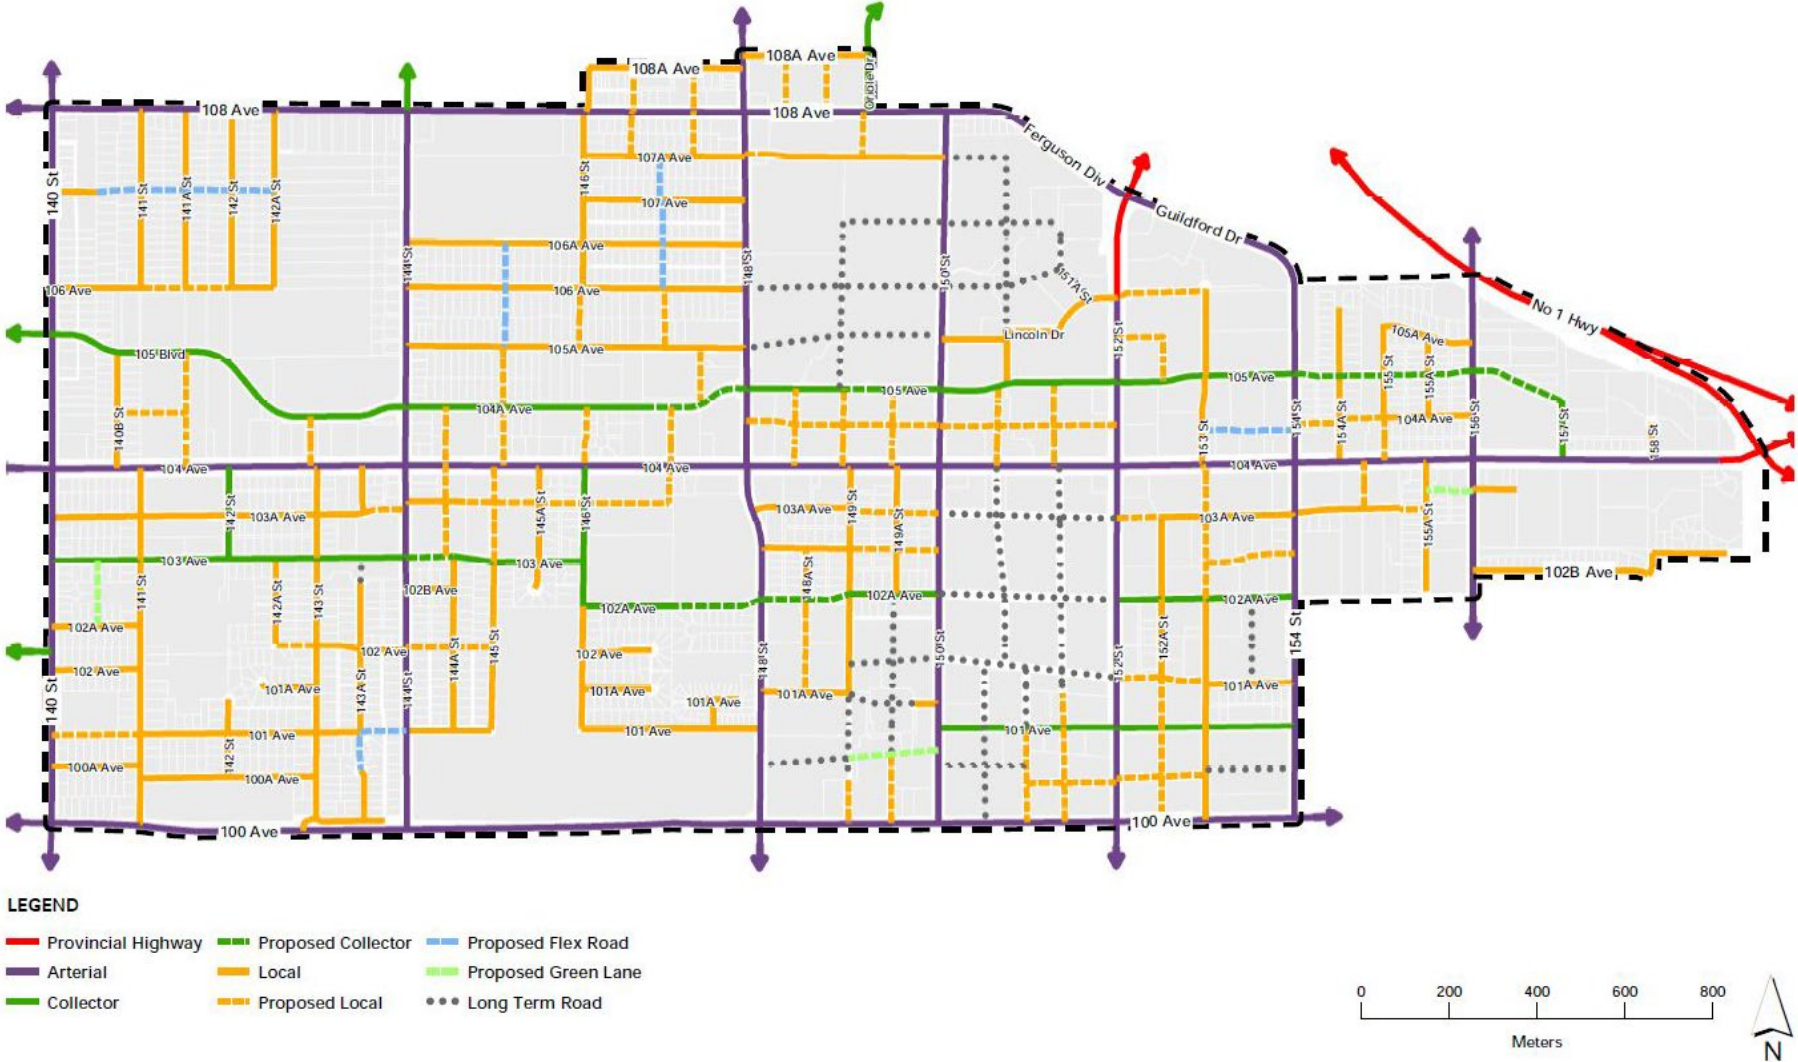 108A Ave
108A Ave
Oriole Dr
108 Ave
108 Ave
Ferguson Div
Guildford Dr
No 1 Hwy
140 St
141 St
141A St
142 St
142A St
146 St
107A Ave
107 Ave
106A Ave
144 St
148 St
150 St
151A St
106 Ave
106 Ave
105A Ave
Lincoln Dr
152 St
105A Ave
105 Blvd
105 Ave
105 Ave
155 St
155A St
104A Ave
104A Ave
140B St
153 St
154 St
154A St
156 St
157 St
158 St
104 Ave
104 Ave
104 Ave
142 St
103A Ave
145A St
146 St
103A Ave
149 St
149A St
103A Ave
155A St
103 Ave
103 Ave
102B Ave
102B Ave
141 St
142A St
143 St
148A St
102A Ave
102A Ave
102A Ave
102A Ave
144A St
145 St
148 St
150 St
152 St
152A St
154 St
102 Ave
102 Ave
102 Ave
140 St
101A Ave
143A St
144 St
101A Ave
101A Ave
101A Ave
101A Ave
101 Ave
142 St
101 Ave
101 Ave
100A Ave
100A Ave
100 Ave
100 Ave
LEGEND
Provincial Highway
Proposed Collector
Proposed Flex Road
Arterial
Local
Proposed Green Lane
Collector
Proposed Local
Long Term Road
0 200 400 600 800
Meters
N